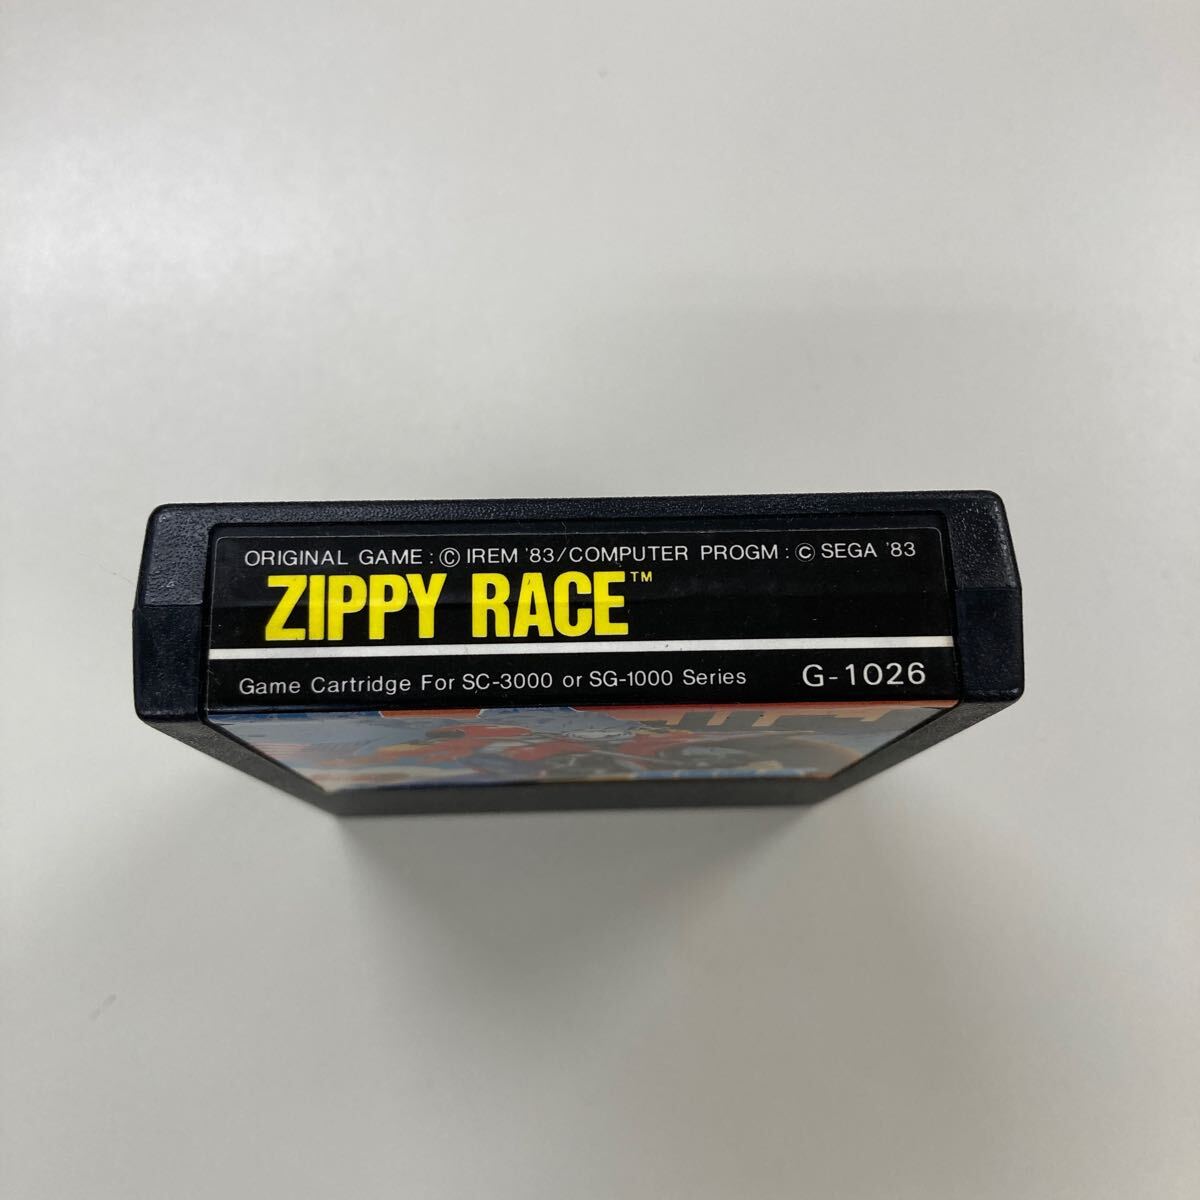 ORIGINAL GAME : © IREM '83/COMPUTER PROGM : © SEGA '83
ZIPPY RACE™
Game Cartridge For SC-3000 or SG-1000 Series G-1026